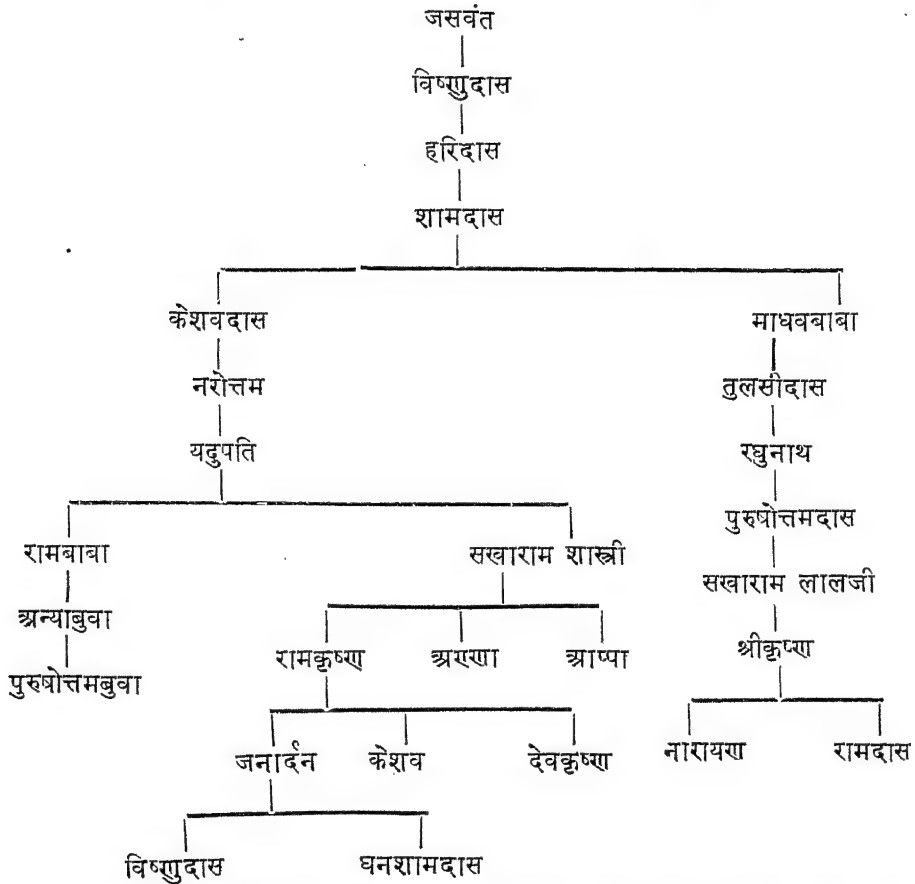 जसवंत
विष्णुदास
हरिदास
शामदास
केशवदास माधवबाबा
नरोत्तम तुलसीदास
यदुपति रघुनाथ
पुरुषोत्तमदास
रामबाबा सखाराम शास्त्री
सखाराम लालजी
अन्याबुवा
रामकृष्ण अण्णा आप्पा श्रीकृष्ण
पुरुषोत्तमबुवा
जनार्दन केशव देवकृष्ण नारायण रामदास
विष्णुदास घनशामदास